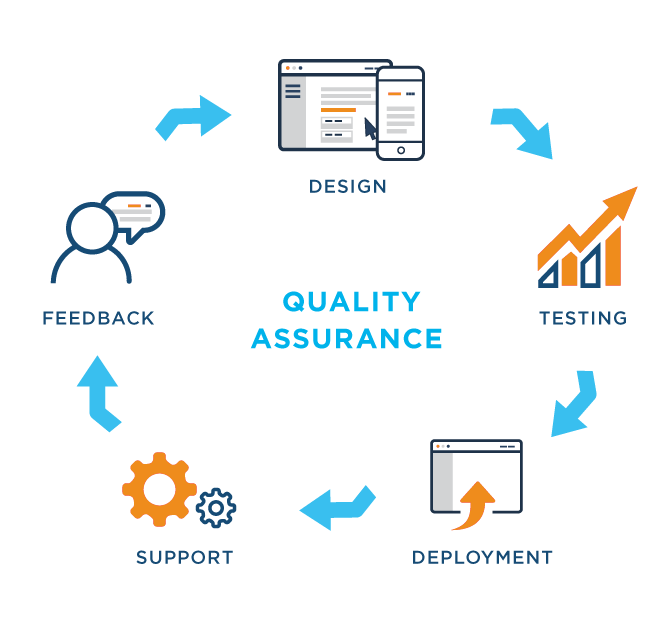 DESIGN
FEEDBACK
QUALITY
ASSURANCE
TESTING
SUPPORT
DEPLOYMENT